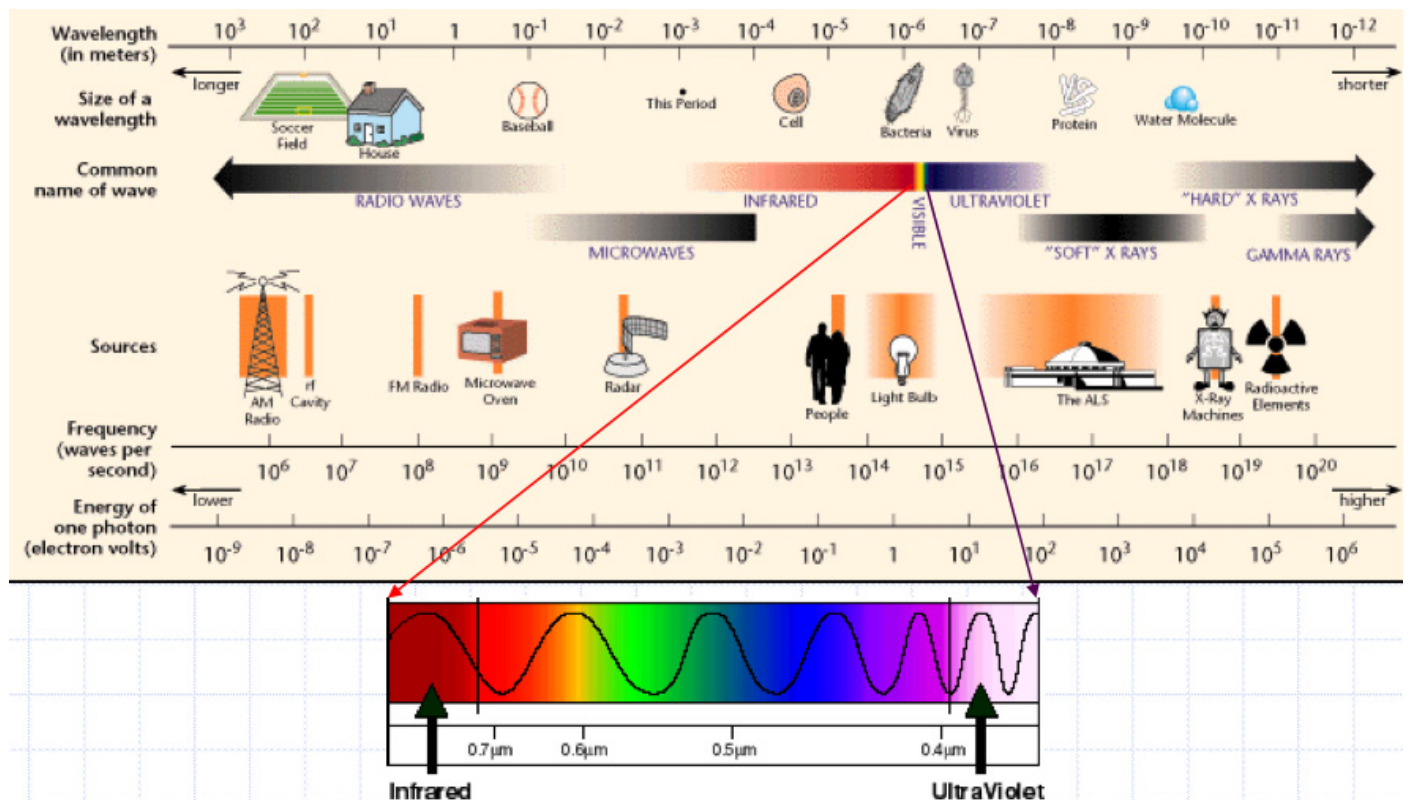 Wavelength
(in meters)
10³ 10² 10¹ 1 10⁻¹ 10⁻² 10⁻³ 10⁻⁴ 10⁻⁵ 10⁻⁶ 10⁻⁷ 10⁻⁸ 10⁻⁹ 10⁻¹⁰ 10⁻¹¹ 10⁻¹²
longer
shorter
Size of a
wavelength
Soccer
Field
House
Baseball
This Period
Cell
Bacteria
Virus
Protein
Water Molecule
Common
name of wave
RADIO WAVES
INFRARED
VISIBLE
ULTRAVIOLET
"HARD" X RAYS
MICROWAVES
"SOFT" X RAYS
GAMMA RAYS
Sources
AM
Radio
rf
Cavity
FM Radio
Microwave
Oven
Radar
People
Light Bulb
The ALS
X-Ray
Machines
Radioactive
Elements
Frequency
(waves per
second)
10⁶ 10⁷ 10⁸ 10⁹ 10¹⁰ 10¹¹ 10¹² 10¹³ 10¹⁴ 10¹⁵ 10¹⁶ 10¹⁷ 10¹⁸ 10¹⁹ 10²⁰
lower
higher
Energy of
one photon
(electron volts)
10⁻⁹ 10⁻⁸ 10⁻⁷ 10⁻⁶ 10⁻⁵ 10⁻⁴ 10⁻³ 10⁻² 10⁻¹ 1 10¹ 10² 10³ 10⁴ 10⁵ 10⁶
0.7µm 0.6µm 0.5µm 0.4µm
Infrared
UltraViolet